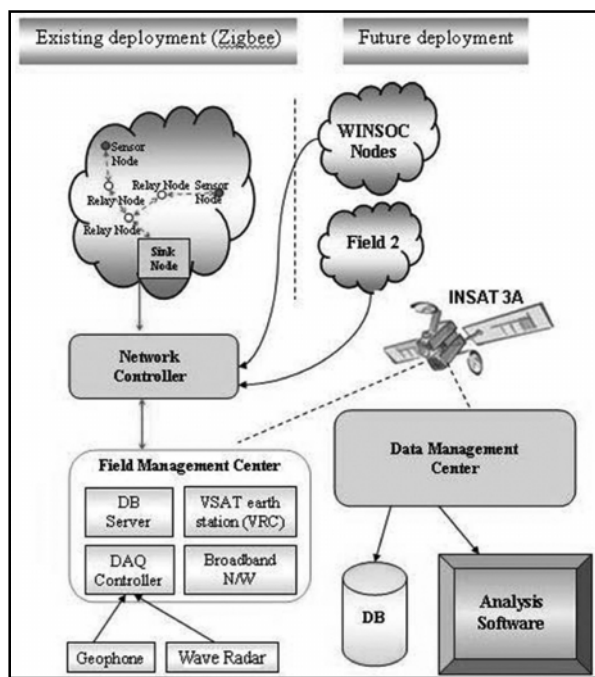 Existing deployment (Zigbee)
Future deployment
Sensor
Node
Relay Node
Sensor
Node
Relay Node
Relay Node
Sink
Node
WINSOC
Nodes
Field 2
INSAT 3A
Network
Controller
Field Management Center
DB
Server
VSAT earth
station (VRC)
DAQ
Controller
Broadband
N/W
Geophone
Wave Radar
Data Management
Center
DB
Analysis
Software